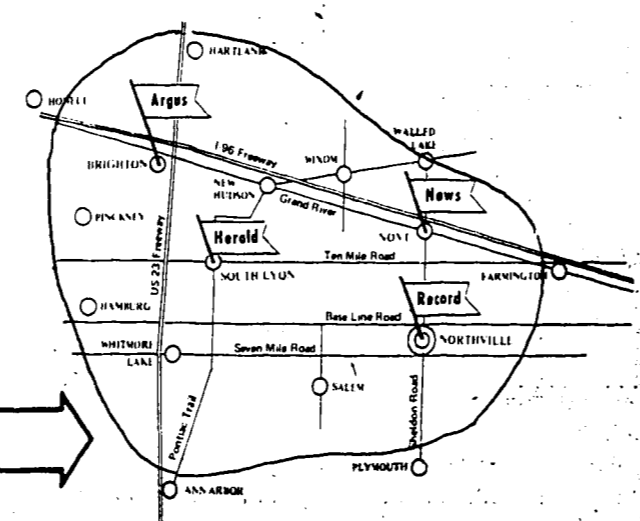 HARTLAND
HOWELL
Argus
I-96 Freeway
WALLED
LAKE
WIXOM
BRIGHTON
NEW
HUDSON
Grand River
News
PINCKNEY
US 23 Freeway
Herald
NOVI
Ten Mile Road
SOUTH LYON
FARMINGTON
Record
HAMBURG
Base Line Road
NORTHVILLE
WHITMORE
LAKE
Seven Mile Road
SALEM
Pontiac Trail
Sheldon Road
PLYMOUTH
ANN ARBOR